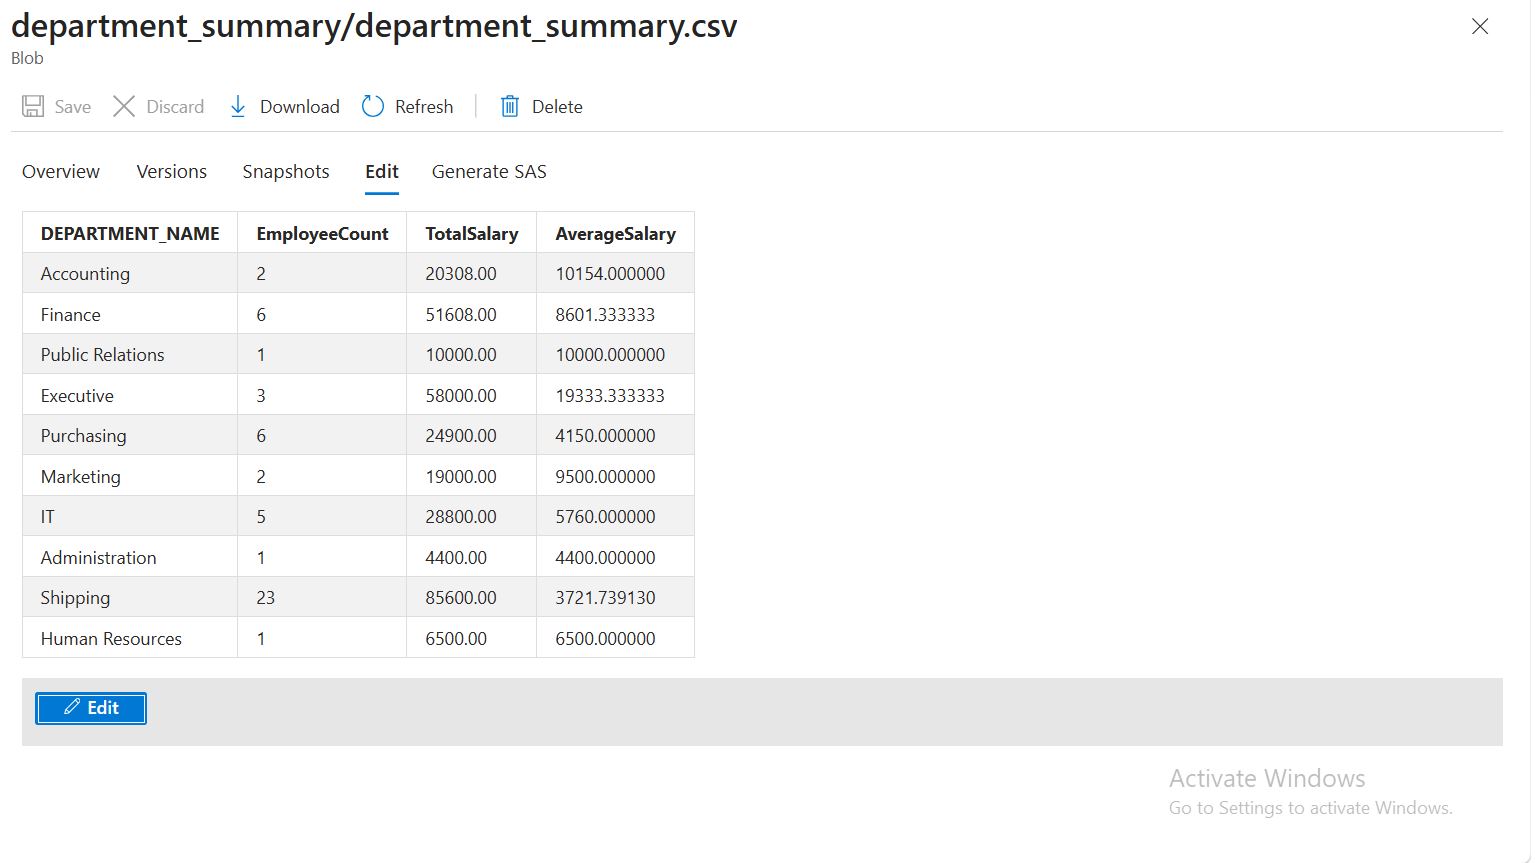 department_summary/department_summary.csv
Blob
Save Discard Download Refresh Delete
Overview Versions Snapshots Edit Generate SAS
DEPARTMENT_NAME EmployeeCount TotalSalary AverageSalary
Accounting 2 20308.00 10154.000000
Finance 6 51608.00 8601.333333
Public Relations 1 10000.00 10000.000000
Executive 3 58000.00 19333.333333
Purchasing 6 24900.00 4150.000000
Marketing 2 19000.00 9500.000000
IT 5 28800.00 5760.000000
Administration 1 4400.00 4400.000000
Shipping 23 85600.00 3721.739130
Human Resources 1 6500.00 6500.000000
Edit
Activate Windows
Go to Settings to activate Windows.